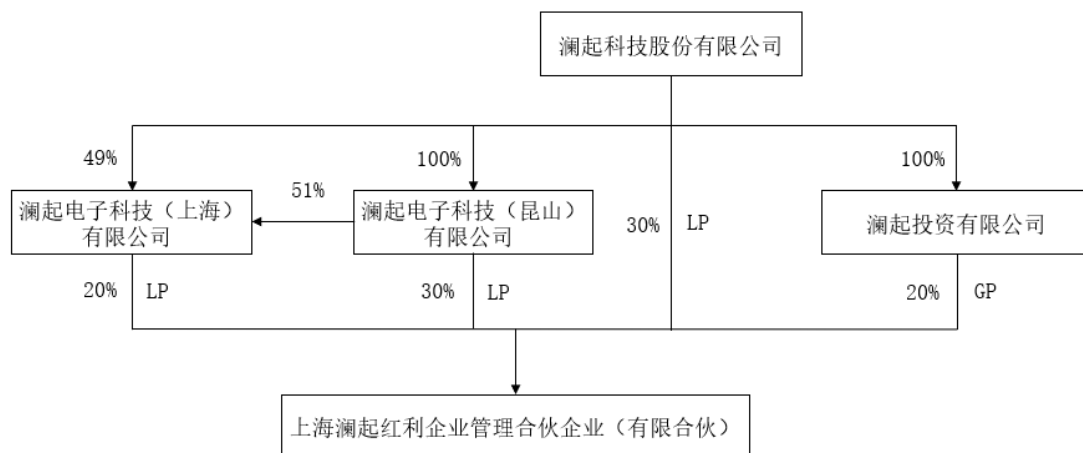 澜起科技股份有限公司
49%
100%
100%
51%
澜起电子科技（上海）
有限公司
澜起电子科技（昆山）
有限公司
30%
LP
澜起投资有限公司
20%
LP
30%
LP
20%
GP
上海澜起红利企业管理合伙企业（有限合伙）